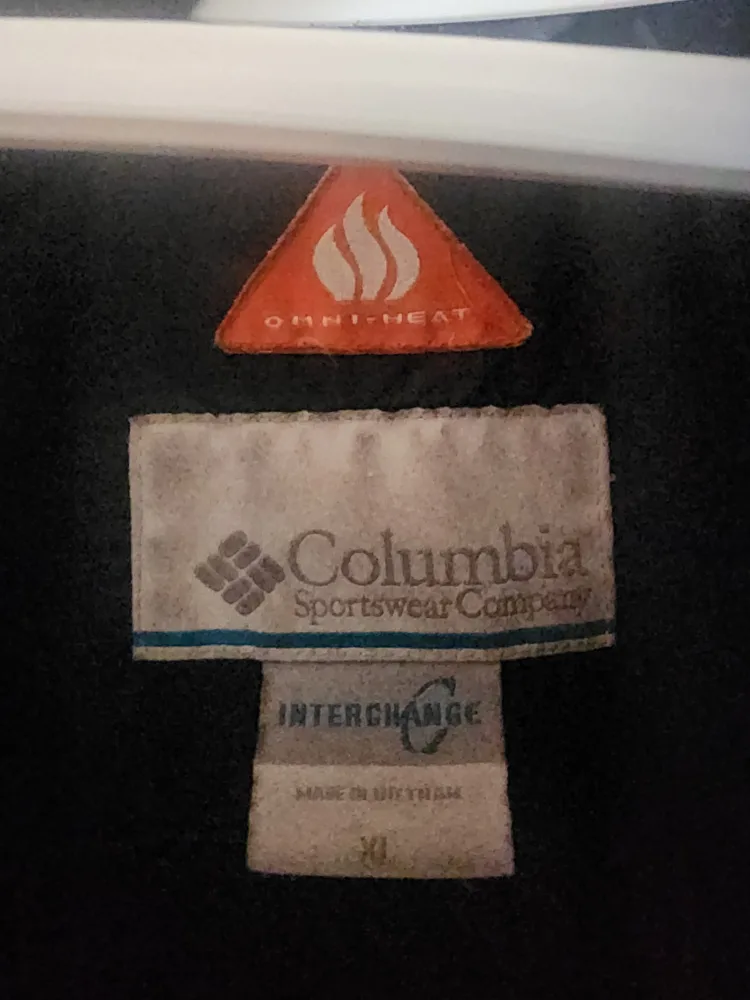 OMNI-HEAT
Columbia
Sportswear Company
INTERCHANGE
MADE IN VIETNAM
XL